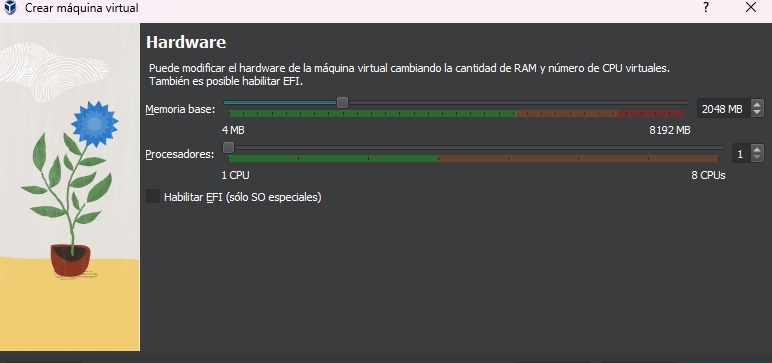 Crear máquina virtual
Hardware
Puede modificar el hardware de la máquina virtual cambiando la cantidad de RAM y número de CPU virtuales.
También es posible habilitar EFI.
Memoria base:
2048 MB
4 MB
8192 MB
Procesadores:
1
1 CPU
8 CPUs
Habilitar EFI (sólo SO especiales)